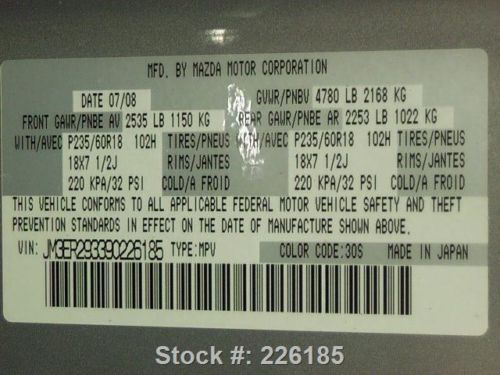 MFD. BY MAZDA MOTOR CORPORATION
DATE 07/08 GVWR/PNBV 4780 LB 2168 KG
FRONT GAWR/PNBE AV 2535 LB 1150 KG REAR GAWR/PNBE AR 2253 LB 1022 KG
WITH/AVEC P235/60R18 102H TIRES/PNEUS WITH/AVEC P235/60R18 102H TIRES/PNEUS
18X7 1/2J RIMS/JANTES 18X7 1/2J RIMS/JANTES
220 KPA/32 PSI COLD/A FROID 220 KPA/32 PSI COLD/A FROID
THIS VEHICLE CONFORMS TO ALL APPLICABLE FEDERAL MOTOR VEHICLE SAFETY AND THEFT
PREVENTION STANDARDS IN EFFECT ON THE DATE OF MANUFACTURE SHOWN ABOVE.
VIN: JM3ER293390226185 TYPE: MPV COLOR CODE: 30S MADE IN JAPAN
Stock #: 226185